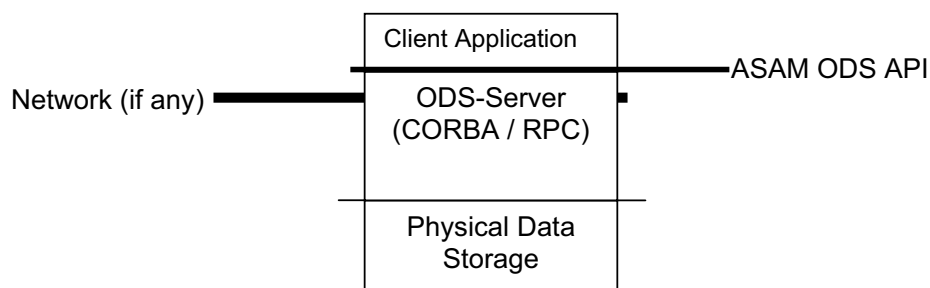 Client Application
ASAM ODS API
Network (if any)
ODS-Server
(CORBA / RPC)
Physical Data
Storage